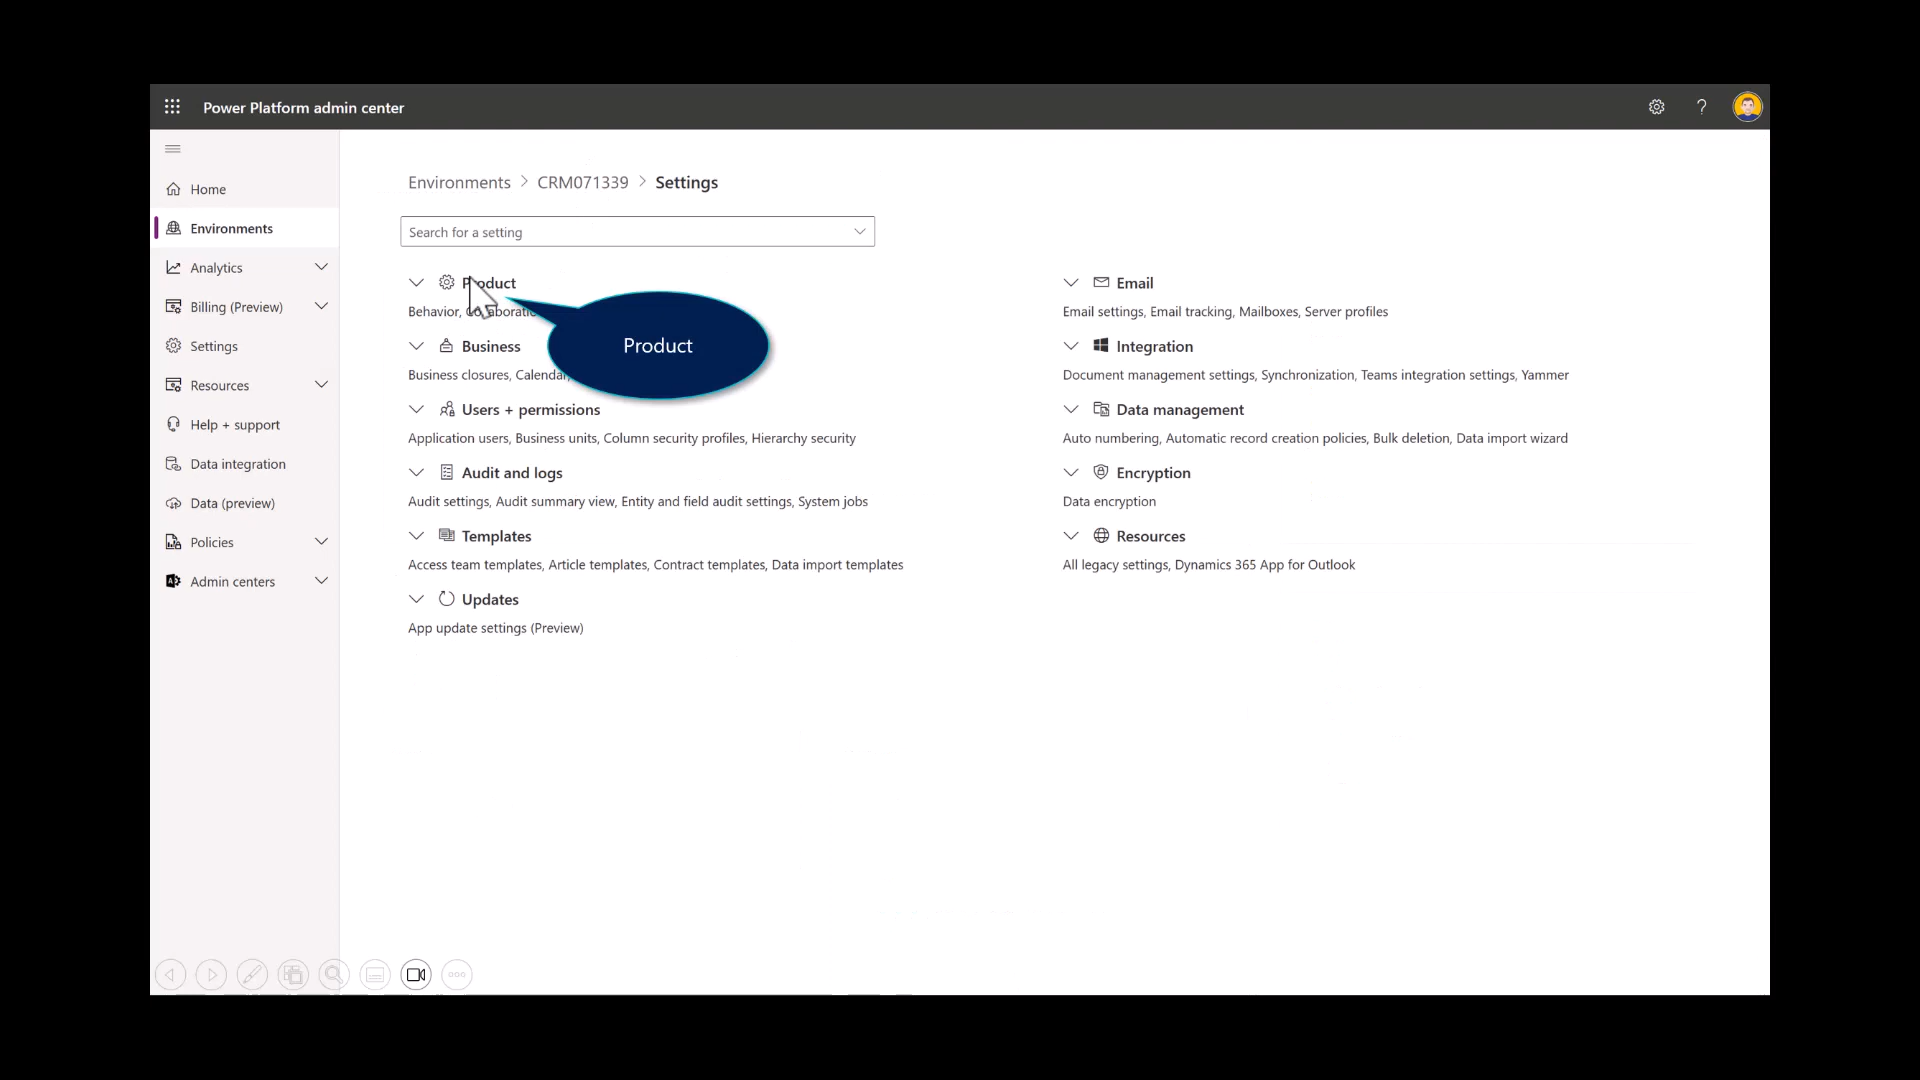 Power Platform admin center
?
Home
Environments
Analytics
Billing (Preview)
Settings
Resources
Help + support
Data integration
Data (preview)
Policies
Admin centers
Environments > CRM071339 > Settings
Search for a setting
Product
Behavior,
Product
Business
Business closures, Calendar,
Users + permissions
Application users, Business units, Column security profiles, Hierarchy security
Audit and logs
Audit settings, Audit summary view, Entity and field audit settings, System jobs
Templates
Access team templates, Article templates, Contract templates, Data import templates
Updates
App update settings (Preview)
Email
Email settings, Email tracking, Mailboxes, Server profiles
Integration
Document management settings, Synchronization, Teams integration settings, Yammer
Data management
Auto numbering, Automatic record creation policies, Bulk deletion, Data import wizard
Encryption
Data encryption
Resources
All legacy settings, Dynamics 365 App for Outlook